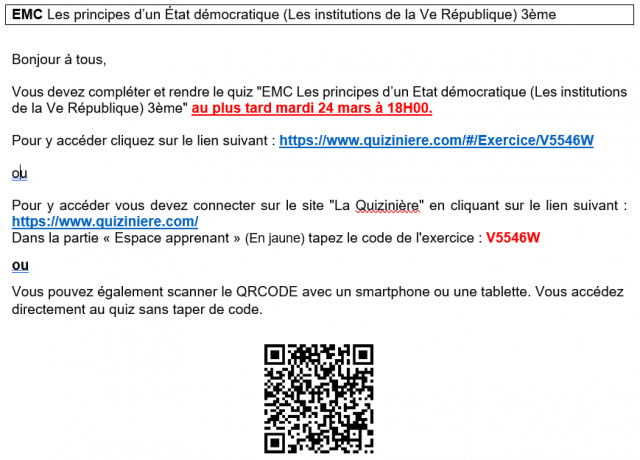 EMC Les principes d'un État démocratique (Les institutions de la Ve République) 3ème
Bonjour à tous,
Vous devez compléter et rendre le quiz "EMC Les principes d'un Etat démocratique (Les institutions
de la Ve République) 3ème" au plus tard mardi 24 mars à 18H00.
Pour y accéder cliquez sur le lien suivant : https://www.quiziniere.com/#/Exercice/V5546W
ou
Pour y accéder vous devez connecter sur le site "La Quizinière" en cliquant sur le lien suivant :
https://www.quiziniere.com/
Dans la partie « Espace apprenant » (En jaune) tapez le code de l'exercice : V5546W
ou
Vous pouvez également scanner le QRCODE avec un smartphone ou une tablette. Vous accédez
directement au quiz sans taper de code.